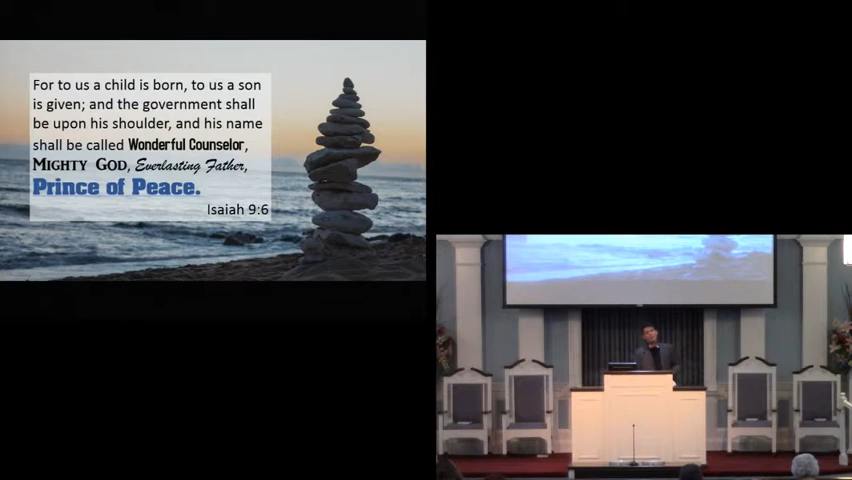 For to us a child is born, to us a son
is given; and the government shall
be upon his shoulder, and his name
shall be called Wonderful Counselor,
MIGHTY GOD, Everlasting Father,
Prince of Peace.
Isaiah 9:6